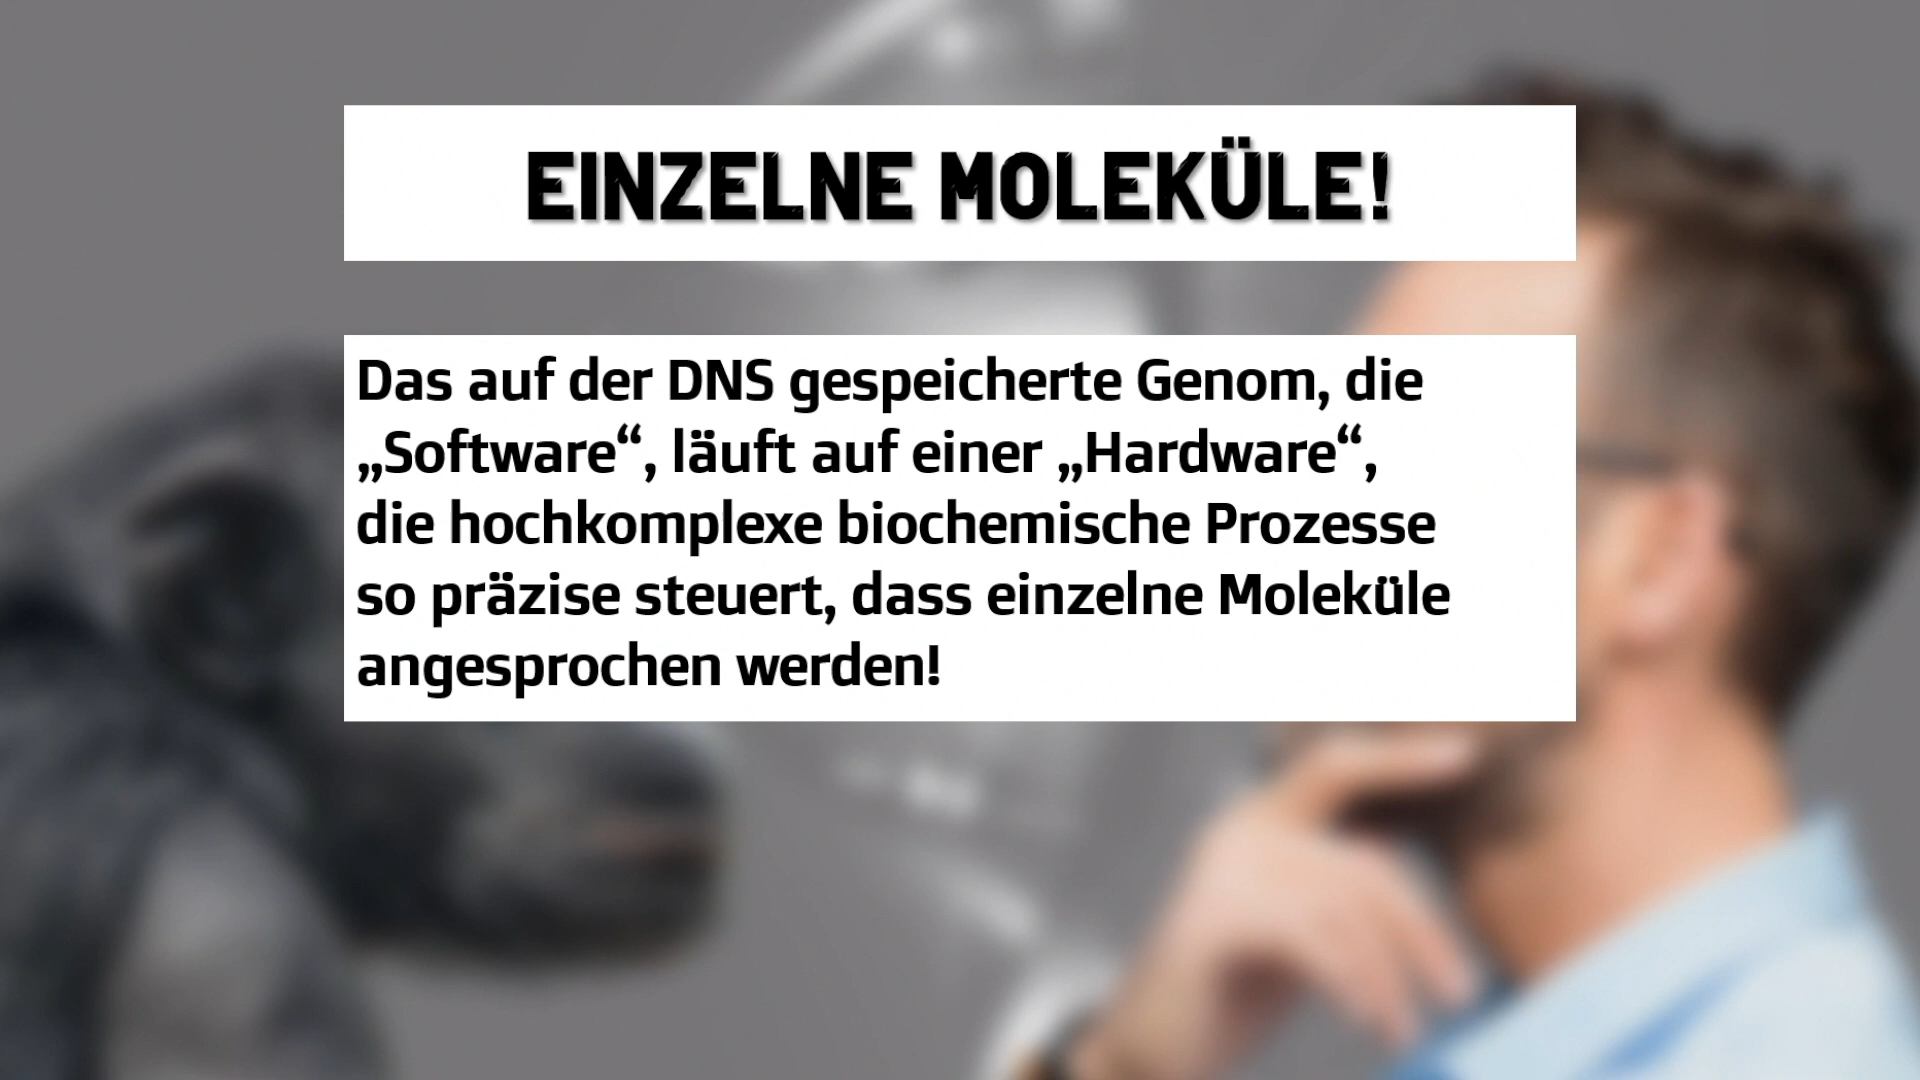 EINZELNE MOLEKÜLE!
Das auf der DNS gespeicherte Genom, die
„Software“, läuft auf einer „Hardware“,
die hochkomplexe biochemische Prozesse
so präzise steuert, dass einzelne Moleküle
angesprochen werden!